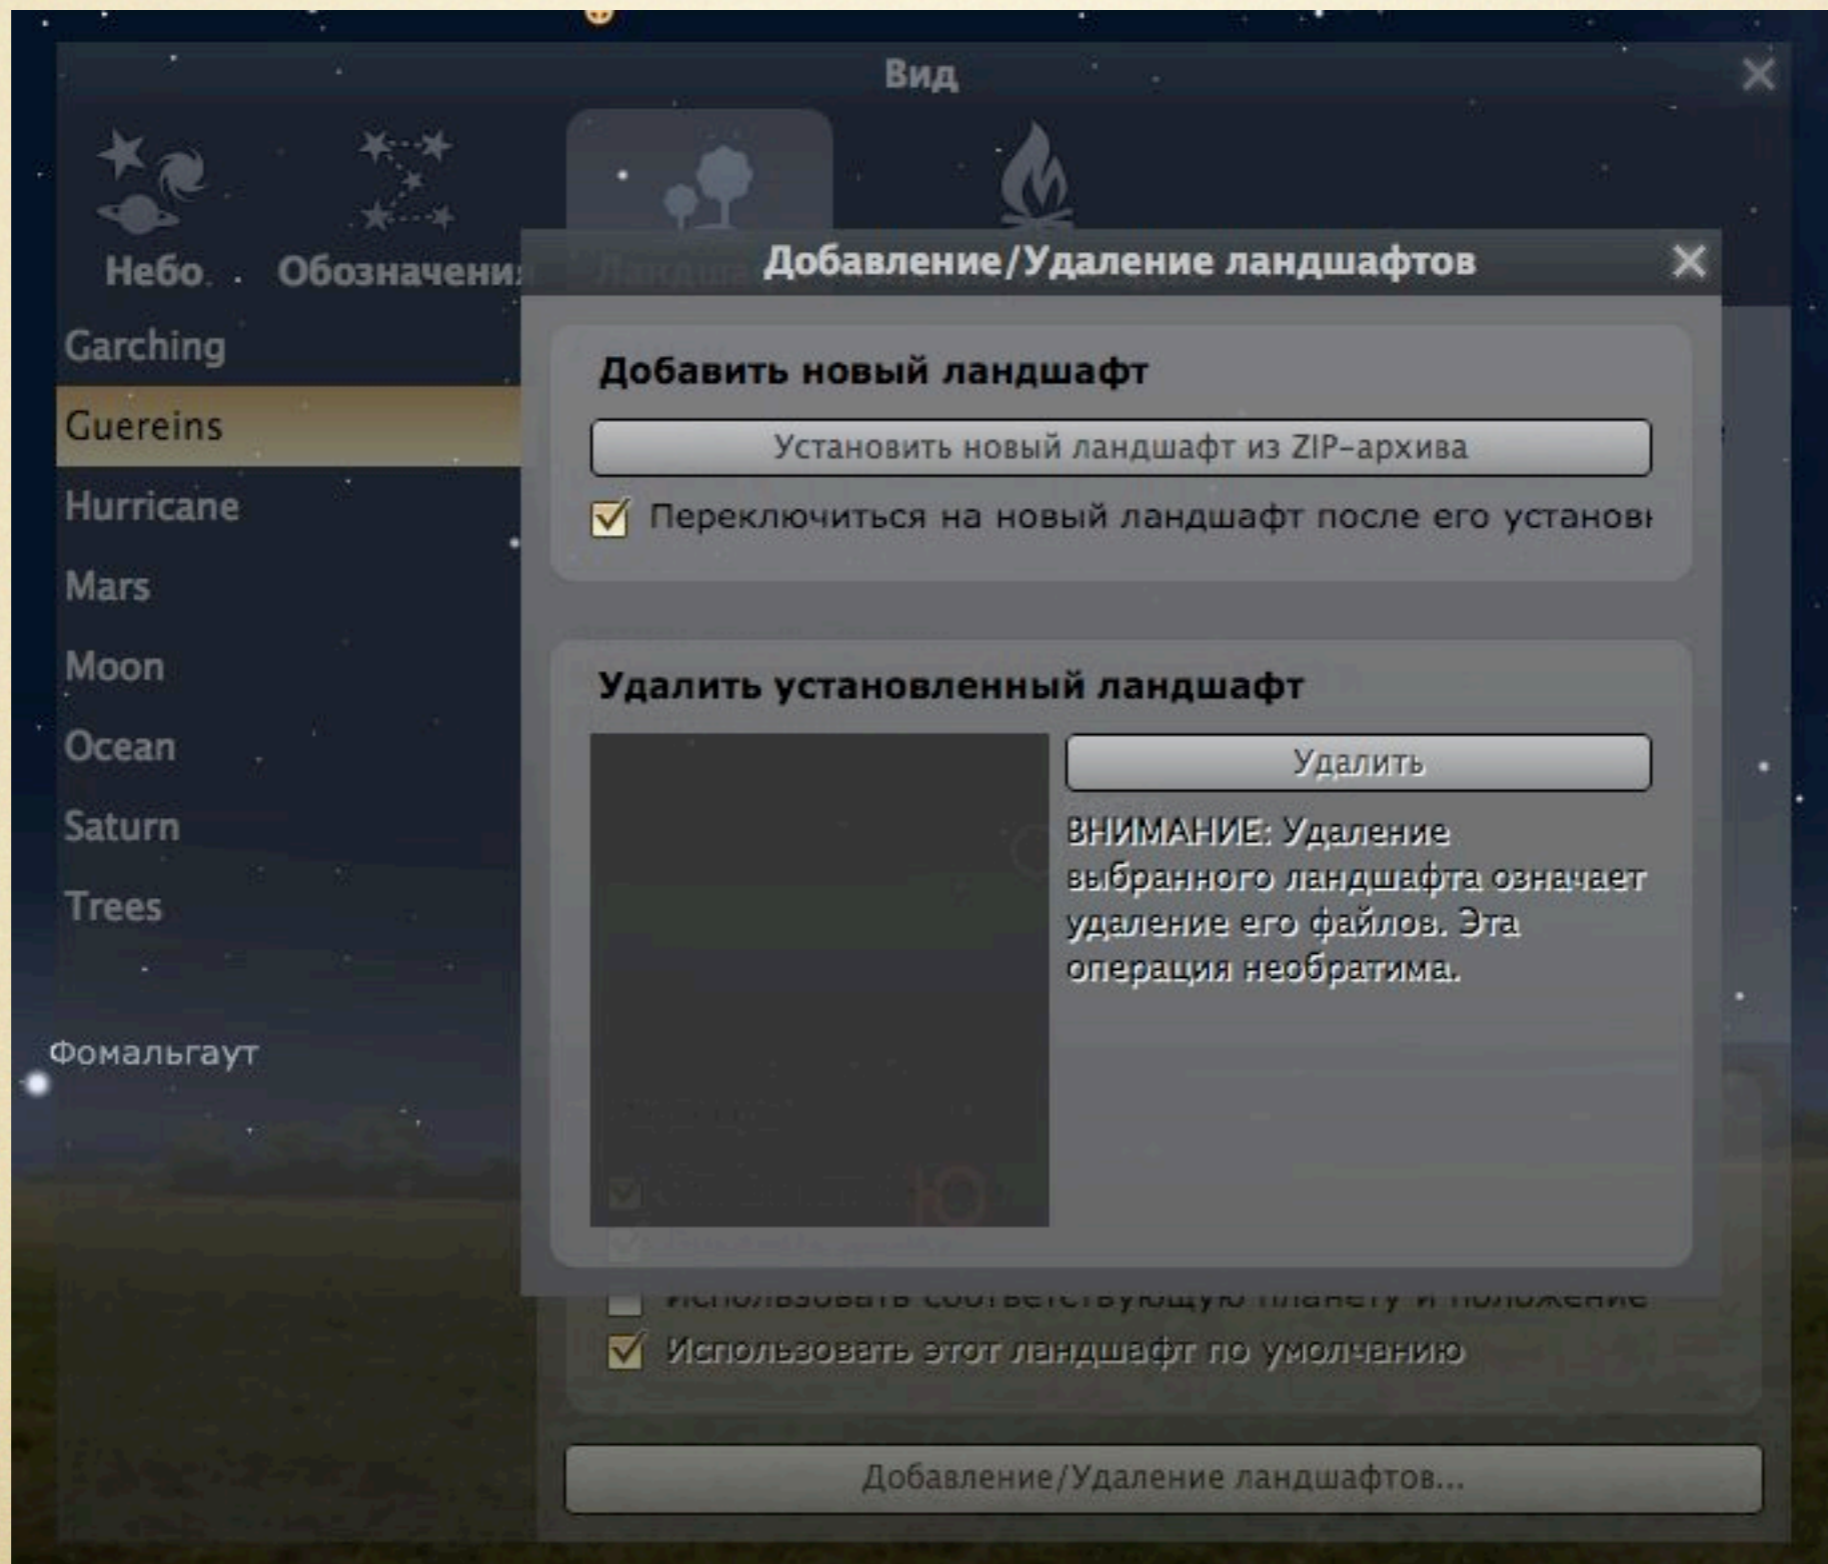 Вид
Небо
Обозначения
Добавление/Удаление ландшафтов
Garching
Guereins
Hurricane
Mars
Moon
Ocean
Saturn
Trees
Фомальгаут
Добавить новый ландшафт
Установить новый ландшафт из ZIP-архива
Переключиться на новый ландшафт после его установк
Удалить установленный ландшафт
Удалить
ВНИМАНИЕ: Удаление
выбранного ландшафта означает
удаление его файлов. Эта
операция необратима.
Ю
Использовать соответствующую планету и положение
Использовать этот ландшафт по умолчанию
Добавление/Удаление ландшафтов...